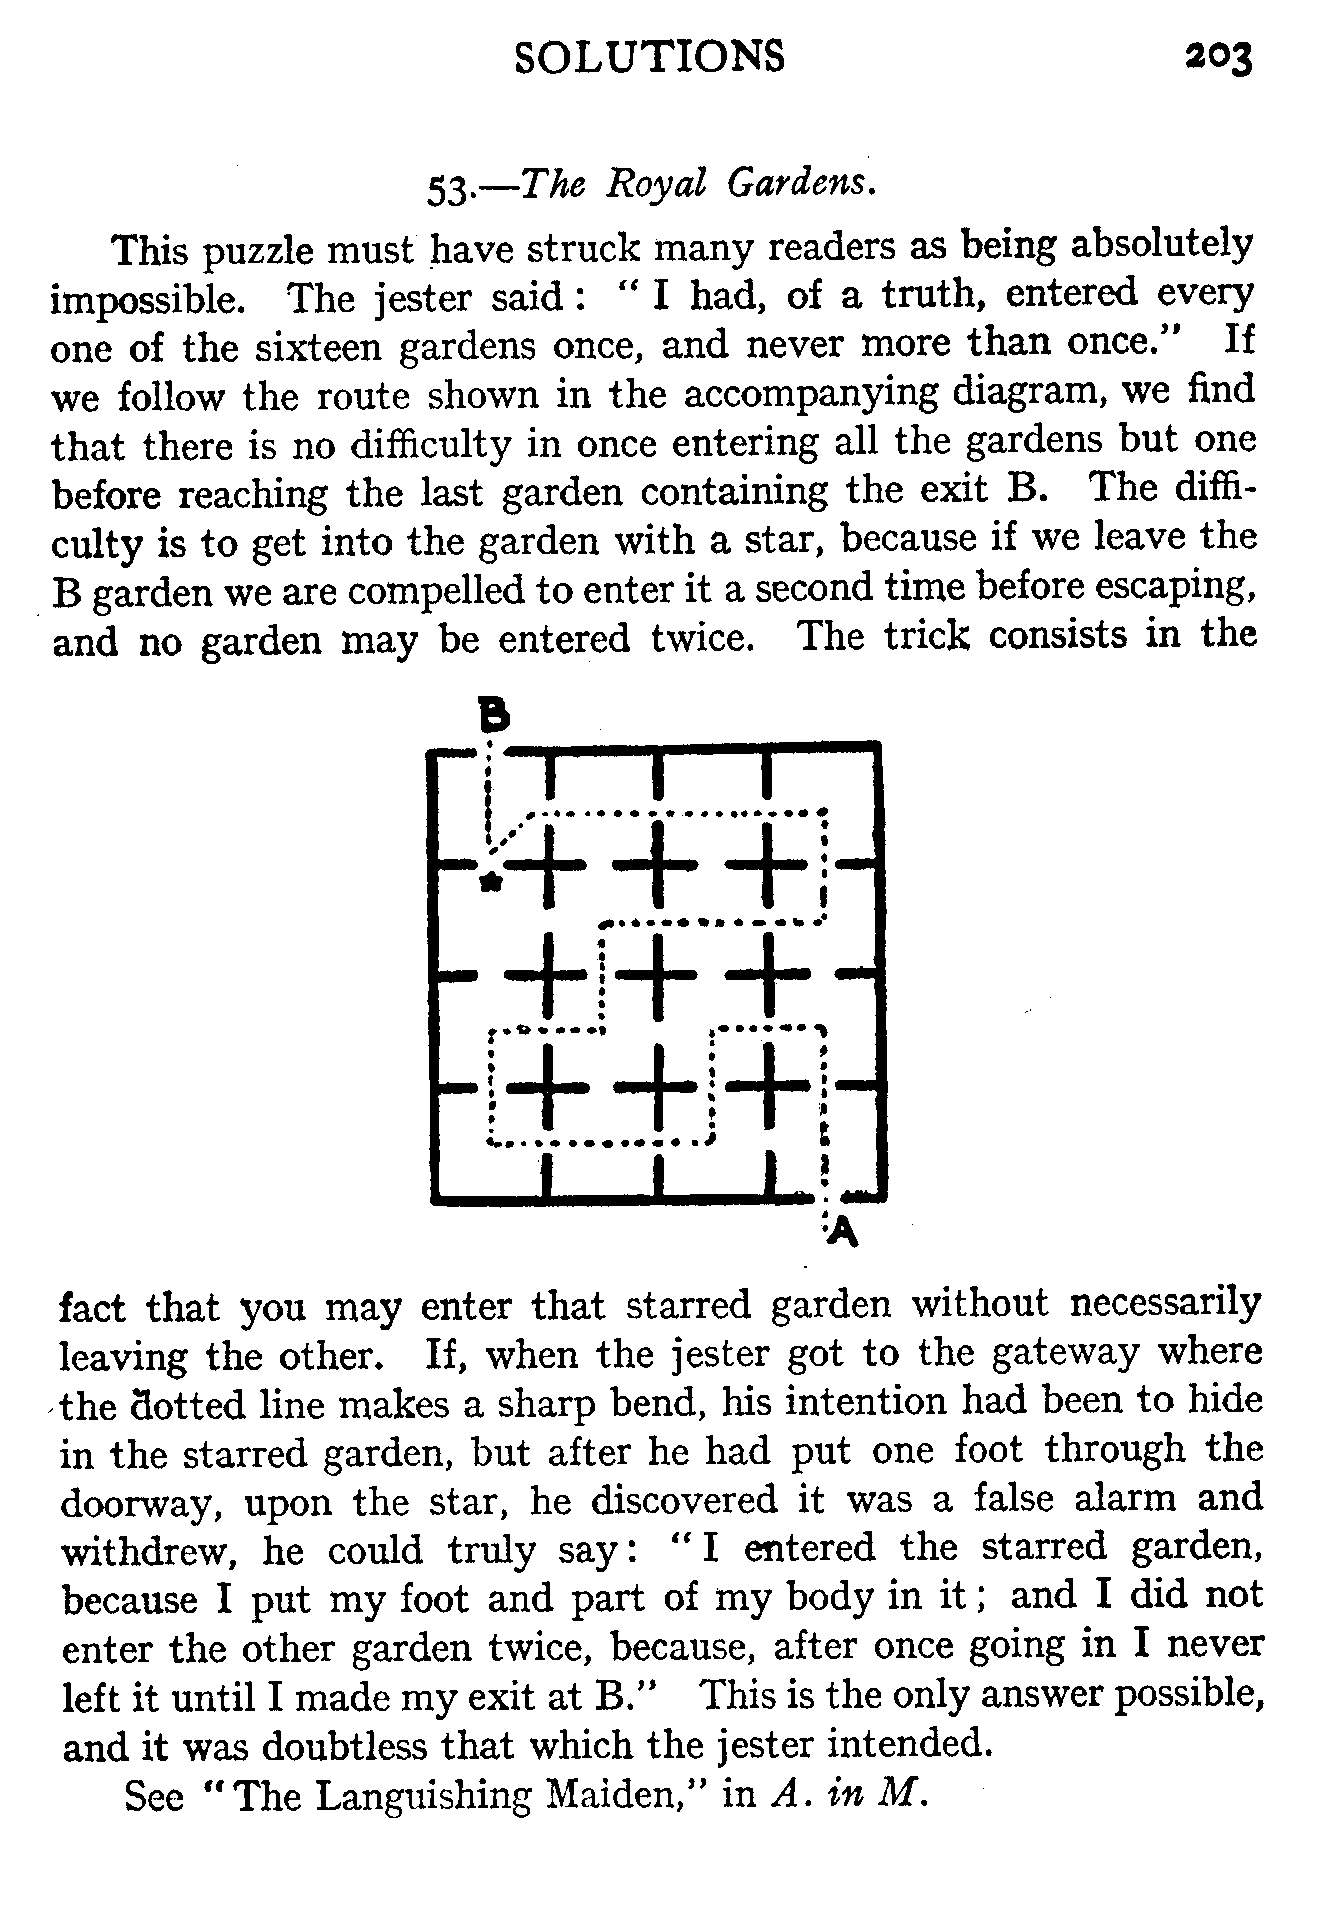 SOLUTIONS 203
53.—The Royal Gardens.
This puzzle must have struck many readers as being absolutely
impossible. The jester said: “I had, of a truth, entered every
one of the sixteen gardens once, and never more than once.” If
we follow the route shown in the accompanying diagram, we find
that there is no difficulty in once entering all the gardens but one
before reaching the last garden containing the exit B. The diffi-
culty is to get into the garden with a star, because if we leave the
B garden we are compelled to enter it a second time before escaping,
and no garden may be entered twice. The trick consists in the
B
A
fact that you may enter that starred garden without necessarily
leaving the other. If, when the jester got to the gateway where
the dotted line makes a sharp bend, his intention had been to hide
in the starred garden, but after he had put one foot through the
doorway, upon the star, he discovered it was a false alarm and
withdrew, he could truly say: “I entered the starred garden,
because I put my foot and part of my body in it; and I did not
enter the other garden twice, because, after once going in I never
left it until I made my exit at B.” This is the only answer possible,
and it was doubtless that which the jester intended.
See “The Languishing Maiden,” in A. in M.